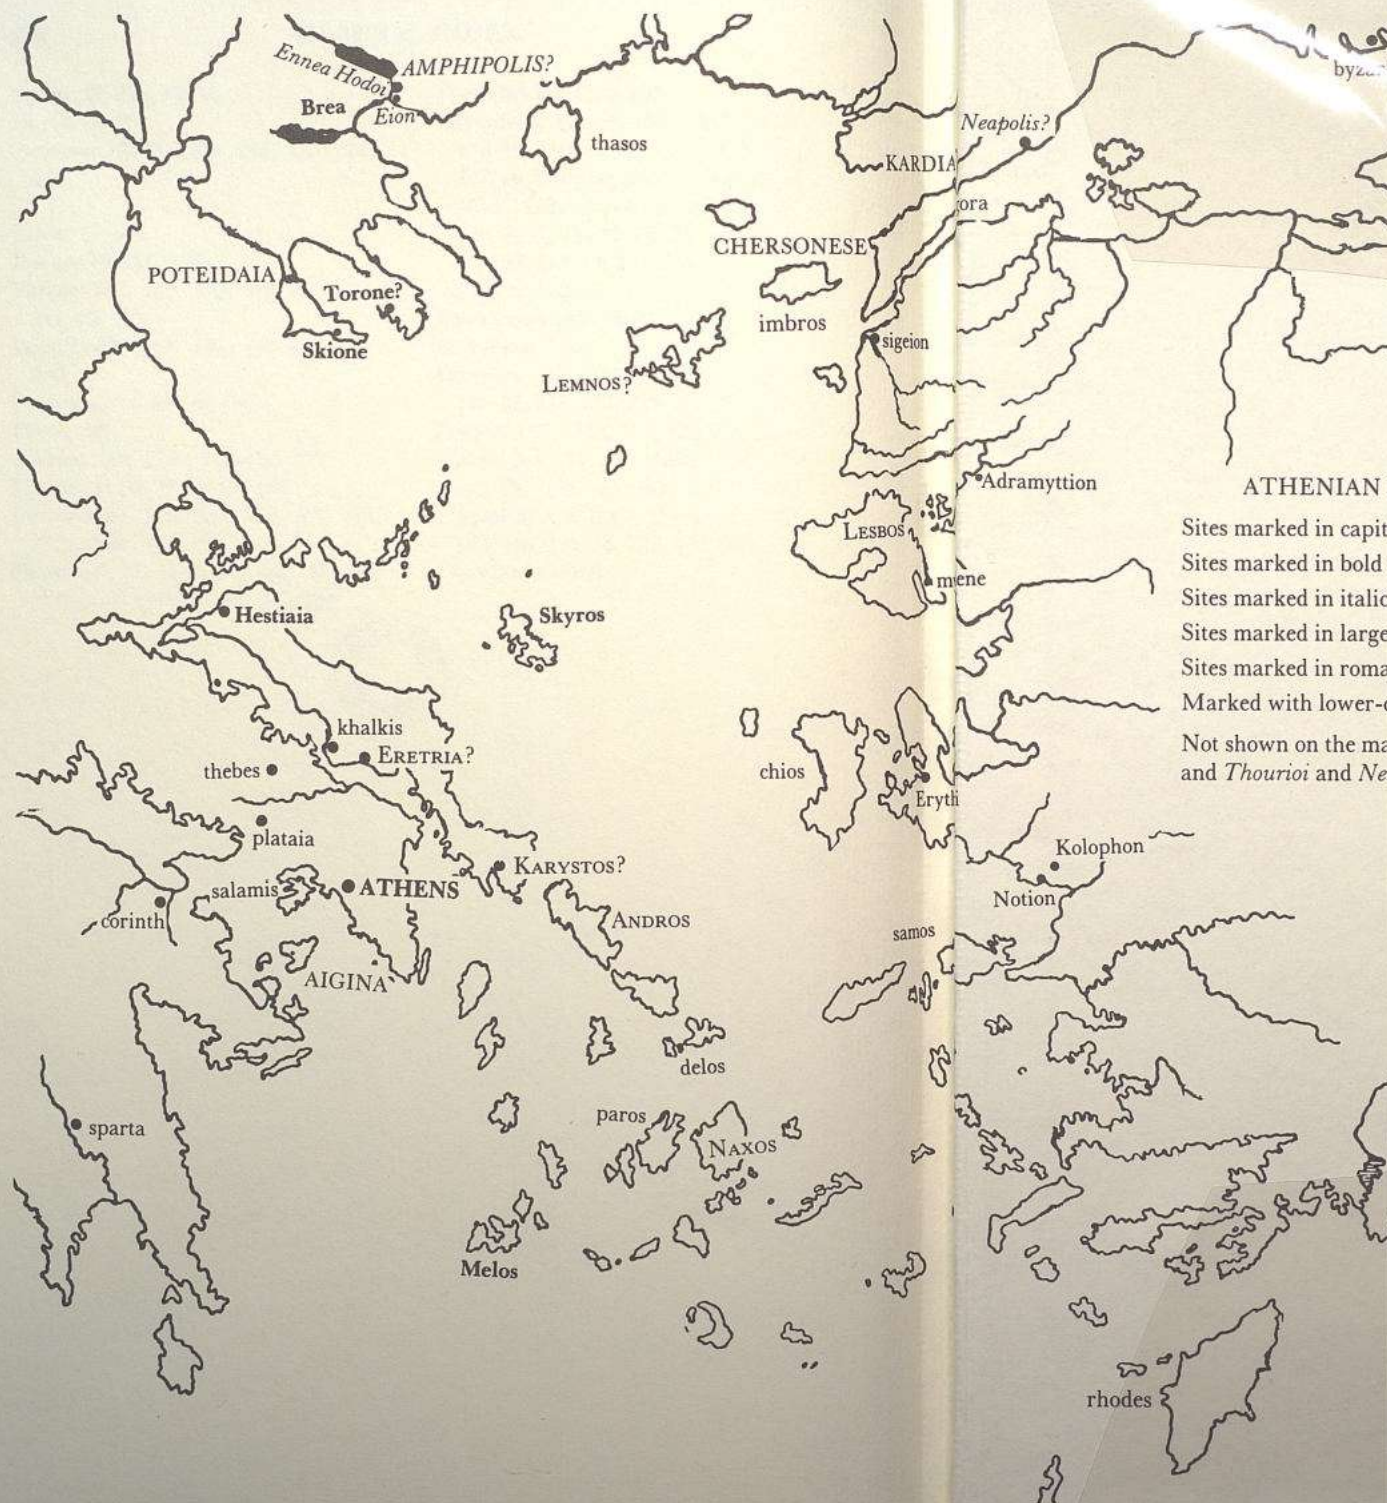 Ennea Hodoi
AMPHIPOLIS?
Brea
Eion
thasos
Neapolis?
KARDIA
ora
CHERSONESE
POTEIDAIA
Torone?
imbros
Skione
sigeion
LEMNOS?
Adramyttion
LESBOS
mene
Hestiaia
Skyros
khalkis
ERETRIA?
thebes
chios
Eryth
plataia
Kolophon
KARYSTOS?
salamis
ATHENS
Notion
corinth
ANDROS
samos
AIGINA
delos
paros
sparta
NAXOS
Melos
rhodes
ATHENIAN
Sites marked in capit
Sites marked in bold
Sites marked in italic
Sites marked in large
Sites marked in roma
Marked with lower-c
Not shown on the ma
and Thourioi and Ne